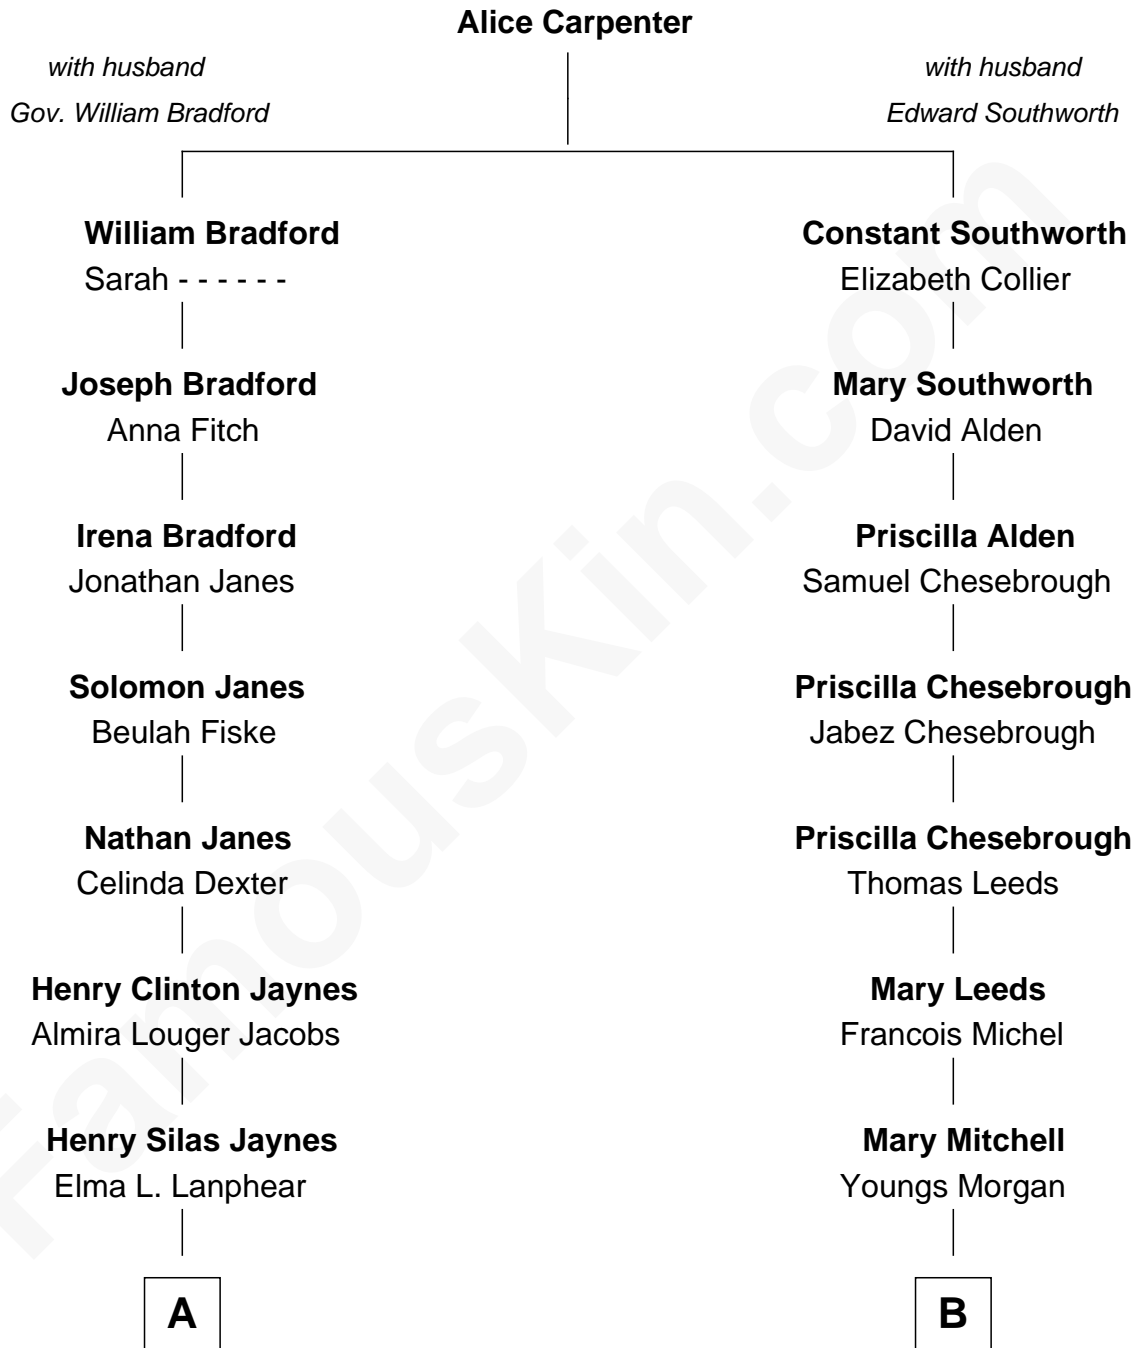 Alice Carpenter
with husband
Gov. William Bradford
with husband
Edward Southworth
William Bradford
Sarah - - - - - -
Constant Southworth
Elizabeth Collier
Joseph Bradford
Anna Fitch
Mary Southworth
David Alden
Irena Bradford
Jonathan Janes
Priscilla Alden
Samuel Chesebrough
Solomon Janes
Beulah Fiske
Priscilla Chesebrough
Jabez Chesebrough
Nathan Janes
Celinda Dexter
Priscilla Chesebrough
Thomas Leeds
Henry Clinton Jaynes
Almira Louger Jacobs
Mary Leeds
Francois Michel
Henry Silas Jaynes
Elma L. Lanphear
Mary Mitchell
Youngs Morgan
A
B
FamousKin.com